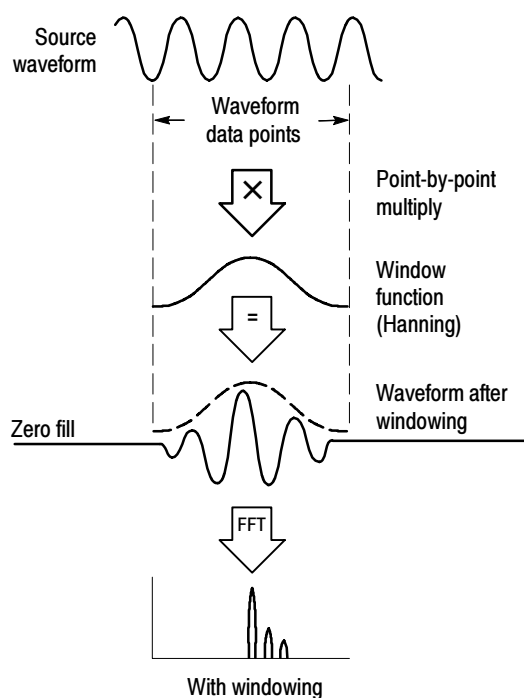 Source
waveform
Waveform
data points
×
Point-by-point
multiply
Window
function
(Hanning)
=
Waveform after
windowing
Zero fill
FFT
With windowing